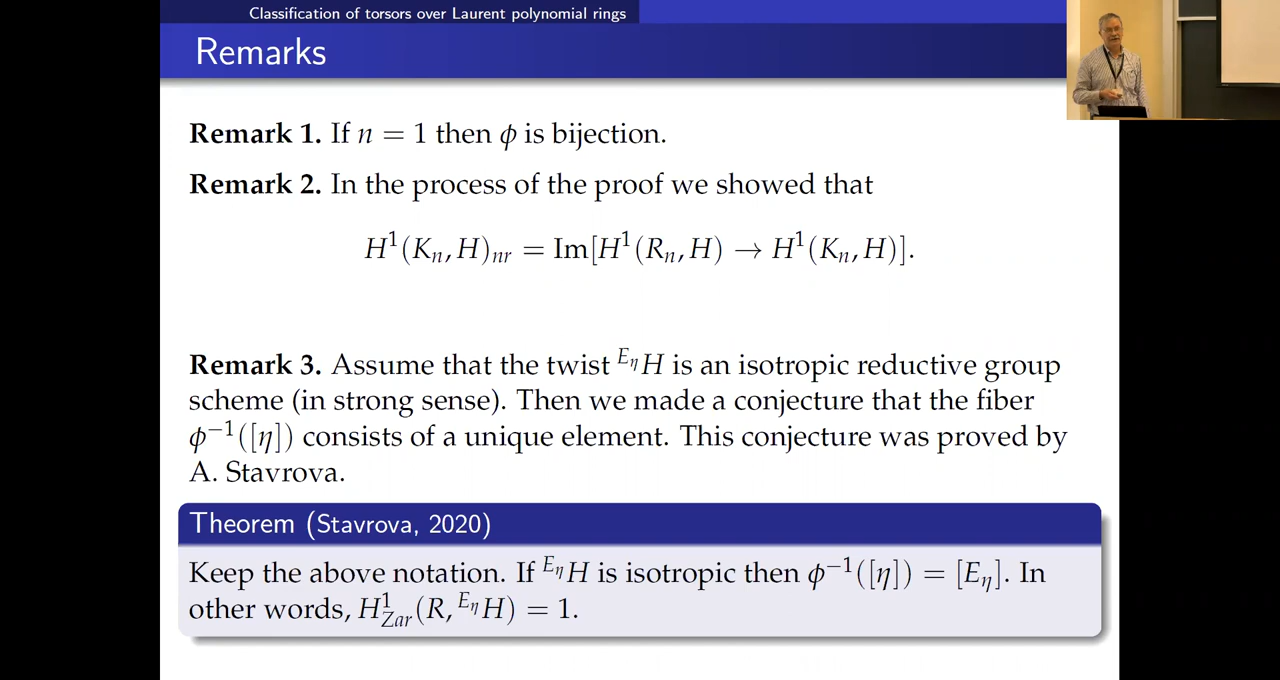 Classification of torsors over Laurent polynomial rings
Remarks
Remark 1. If n = 1 then ϕ is bijection.
Remark 2. In the process of the proof we showed that
H¹(Kₙ, H)ₙᵣ = Im[H¹(Rₙ, H) → H¹(Kₙ, H)].
Remark 3. Assume that the twist ^{E_η}H is an isotropic reductive group
scheme (in strong sense). Then we made a conjecture that the fiber
ϕ⁻¹([η]) consists of a unique element. This conjecture was proved by
A. Stavrova.
Theorem (Stavrova, 2020)
Keep the above notation. If ^{E_η}H is isotropic then ϕ⁻¹([η]) = [E_η]. In
other words, H¹_{Zar}(R, ^{E_η}H) = 1.